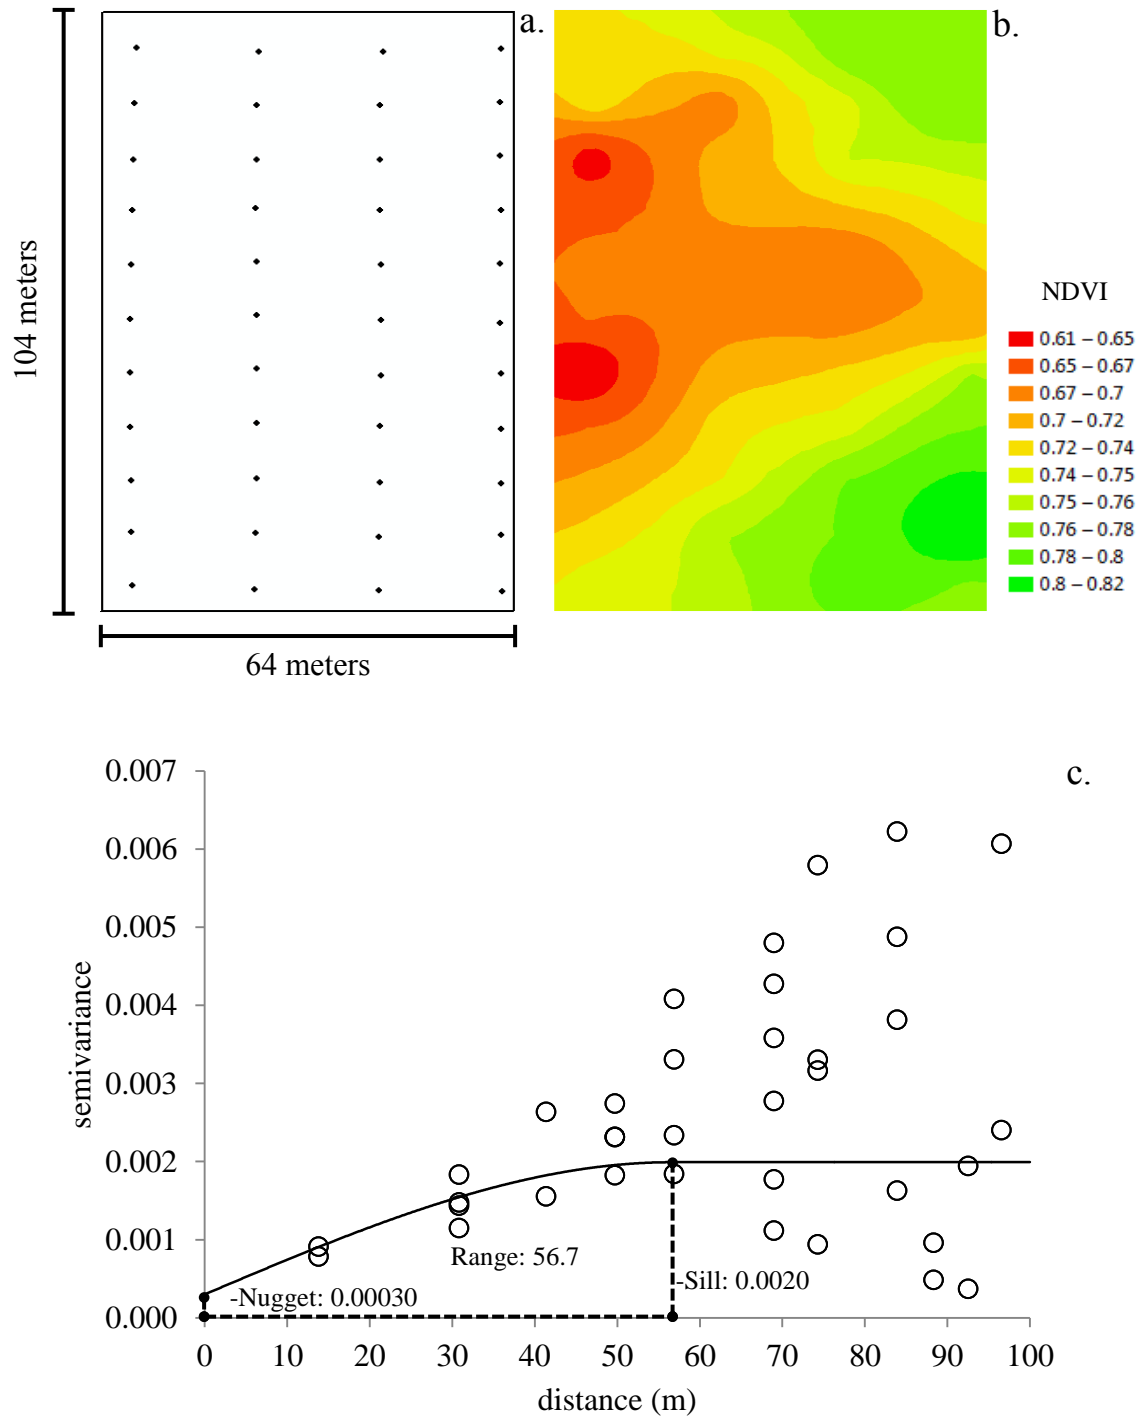 a.
b.
104 meters
64 meters
NDVI
0.61 – 0.65
0.65 – 0.67
0.67 – 0.7
0.7 – 0.72
0.72 – 0.74
0.74 – 0.75
0.75 – 0.76
0.76 – 0.78
0.78 – 0.8
0.8 – 0.82
c.
0.007
0.006
0.005
0.004
0.003
0.002
0.001
0.000
semivariance
Range: 56.7
-Sill: 0.0020
-Nugget: 0.00030
0 10 20 30 40 50 60 70 80 90 100
distance (m)